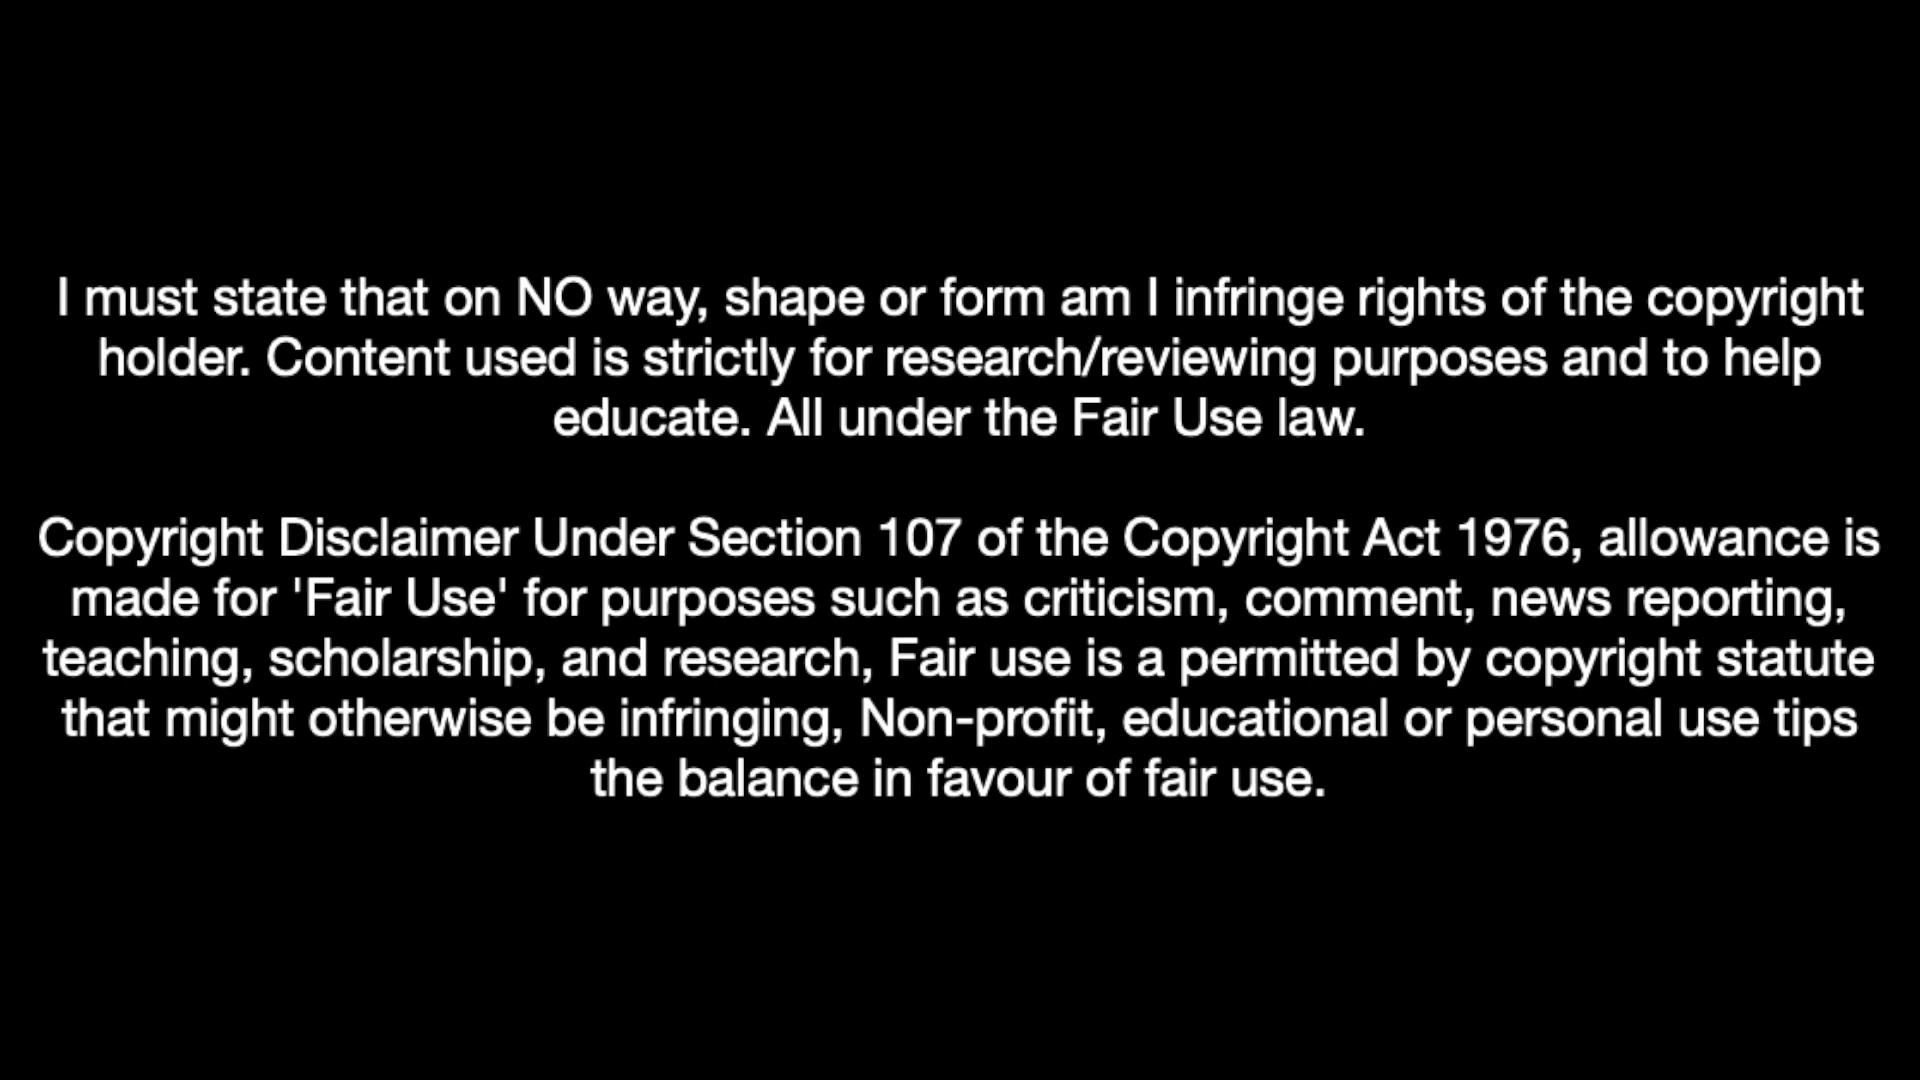 I must state that on NO way, shape or form am I infringe rights of the copyright
holder. Content used is strictly for research/reviewing purposes and to help
educate. All under the Fair Use law.
Copyright Disclaimer Under Section 107 of the Copyright Act 1976, allowance is
made for 'Fair Use' for purposes such as criticism, comment, news reporting,
teaching, scholarship, and research, Fair use is a permitted by copyright statute
that might otherwise be infringing, Non-profit, educational or personal use tips
the balance in favour of fair use.